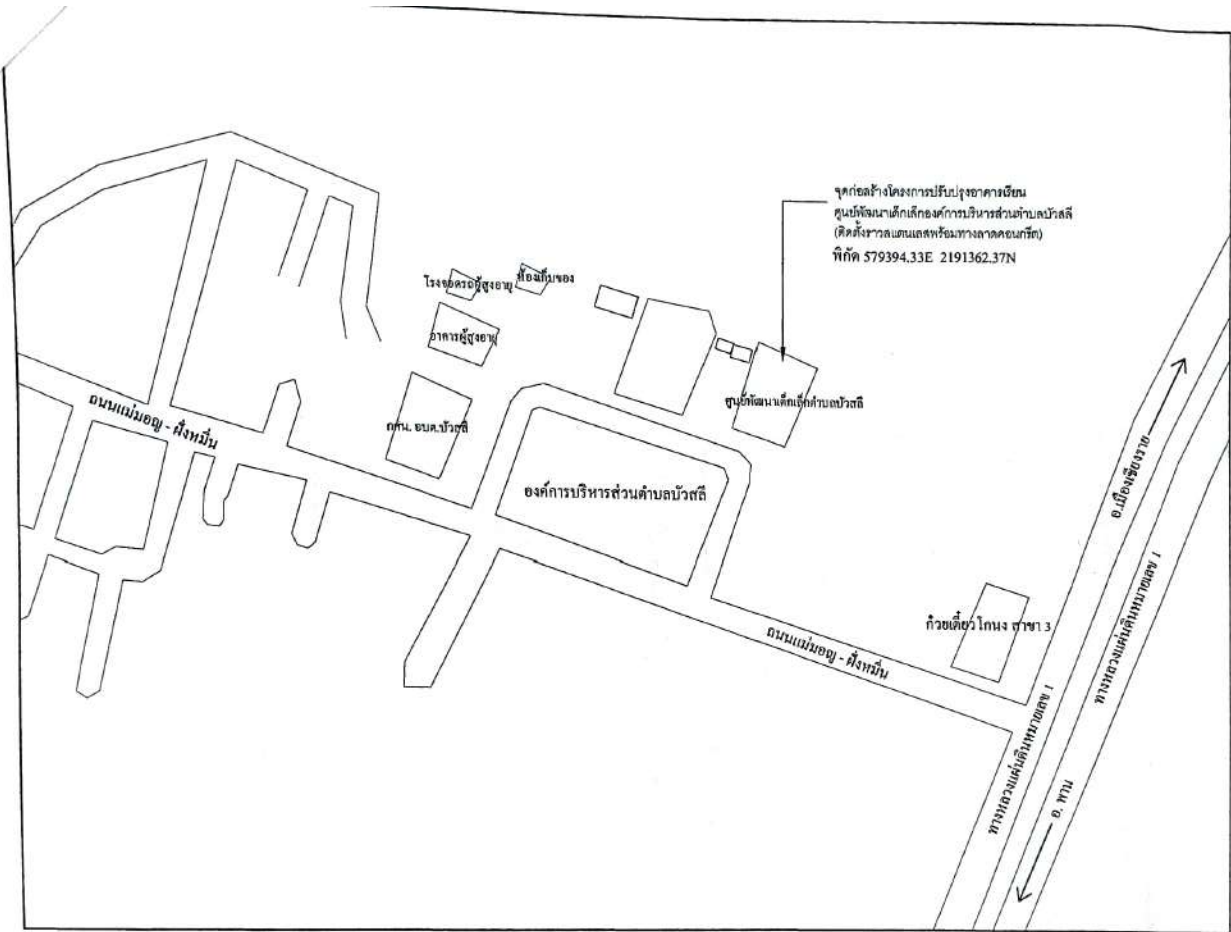 จุดก่อสร้างโครงการปรับปรุงอาคารเรียน
ศูนย์พัฒนาเด็กเล็กองค์การบริหารส่วนตำบลบัวสลี
(ติดตั้งราวสแตนเลสพร้อมทางลาดคอนกรีต)
พิกัด 579394.33E 2191362.37N
โรงจอดรถผู้สูงอายุ
ห้องเก็บของ
อาคารผู้สูงอายุ
ศูนย์พัฒนาเด็กเล็กตำบลบัวสลี
ถนนแม่มอญ - ฝั่งหมิ่น
กศน. อบต.บัวสลี
องค์การบริหารส่วนตำบลบัวสลี
อ.เมืองเชียงราย
ทางหลวงแผ่นดินหมายเลข 1
ก๋วยเตี๋ยว โกนง สาขา 3
ถนนแม่มอญ - ฝั่งหมิ่น
ทางหลวงแผ่นดินหมายเลข 1
อ. พาน